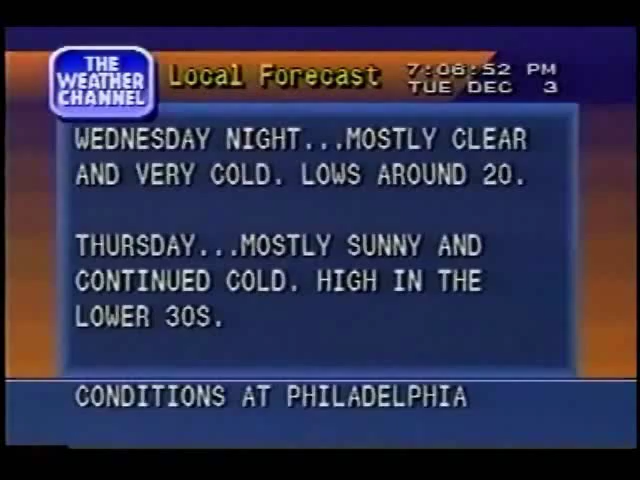 THE
WEATHER
CHANNEL
Local Forecast
7:08:52 PM
TUE DEC 3
WEDNESDAY NIGHT...MOSTLY CLEAR
AND VERY COLD. LOWS AROUND 20.
THURSDAY...MOSTLY SUNNY AND
CONTINUED COLD. HIGH IN THE
LOWER 30S.
CONDITIONS AT PHILADELPHIA